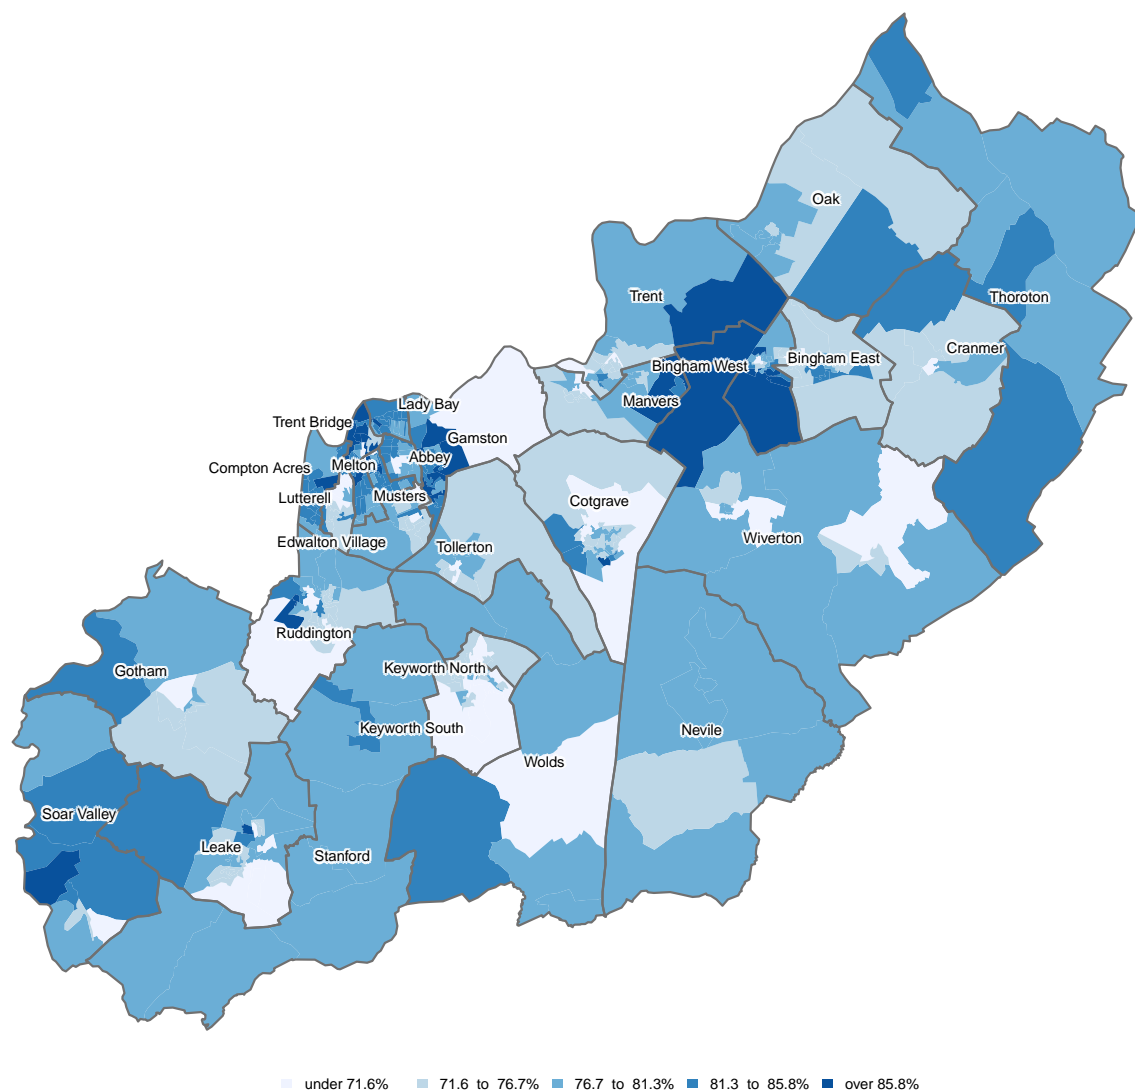 Oak
Trent
Thoroton
Cranmer
Bingham East
Bingham West
Manvers
Lady Bay
Trent Bridge
Gamston
Abbey
Melton
Compton Acres
Lutterell
Musters
Cotgrave
Edwalton Village
Tollerton
Wiverton
Ruddington
Gotham
Keyworth North
Keyworth South
Nevile
Wolds
Soar Valley
Leake
Stanford
under 71.6% 71.6 to 76.7% 76.7 to 81.3% 81.3 to 85.8% over 85.8%